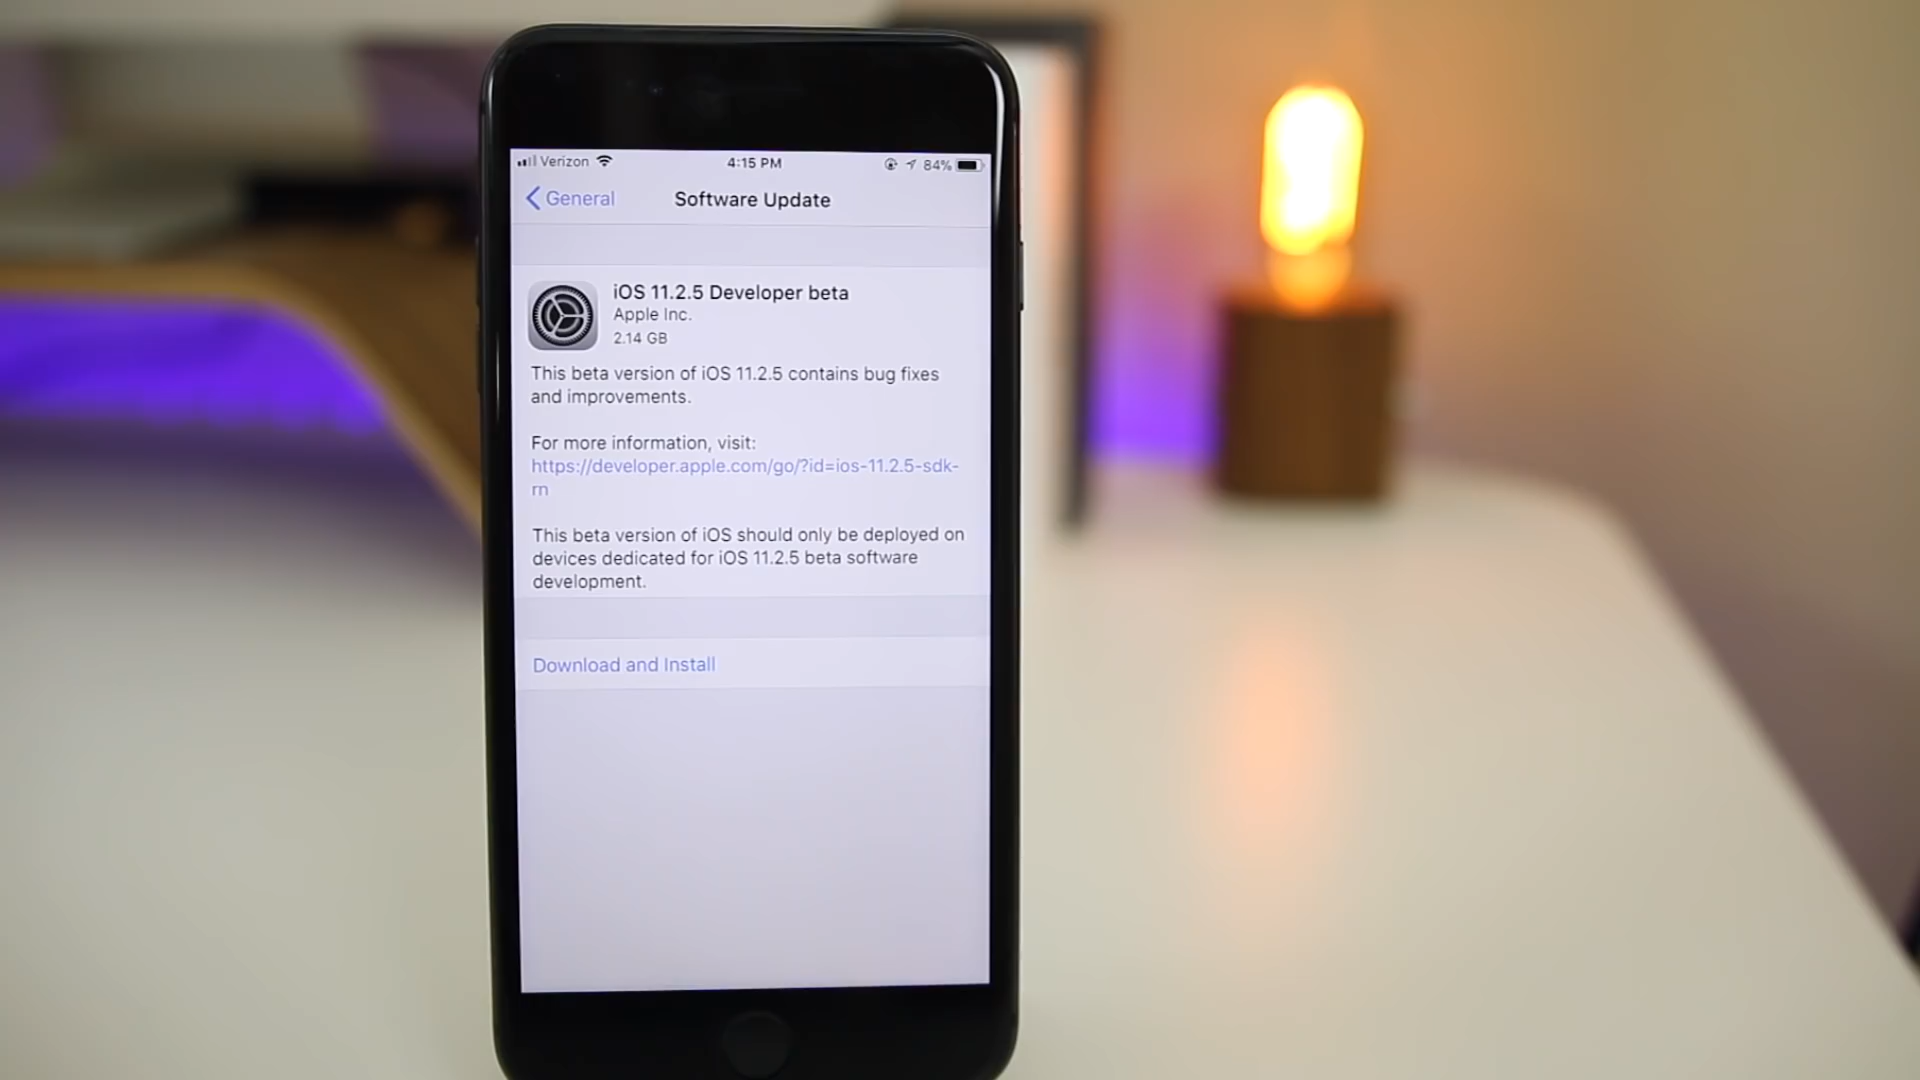 Verizon 4:15 PM 84%
General Software Update
iOS 11.2.5 Developer beta
Apple Inc.
2.14 GB
This beta version of iOS 11.2.5 contains bug fixes
and improvements.
For more information, visit:
https://developer.apple.com/go/?id=ios-11.2.5-sdk-
rn
This beta version of iOS should only be deployed on
devices dedicated for iOS 11.2.5 beta software
development.
Download and Install